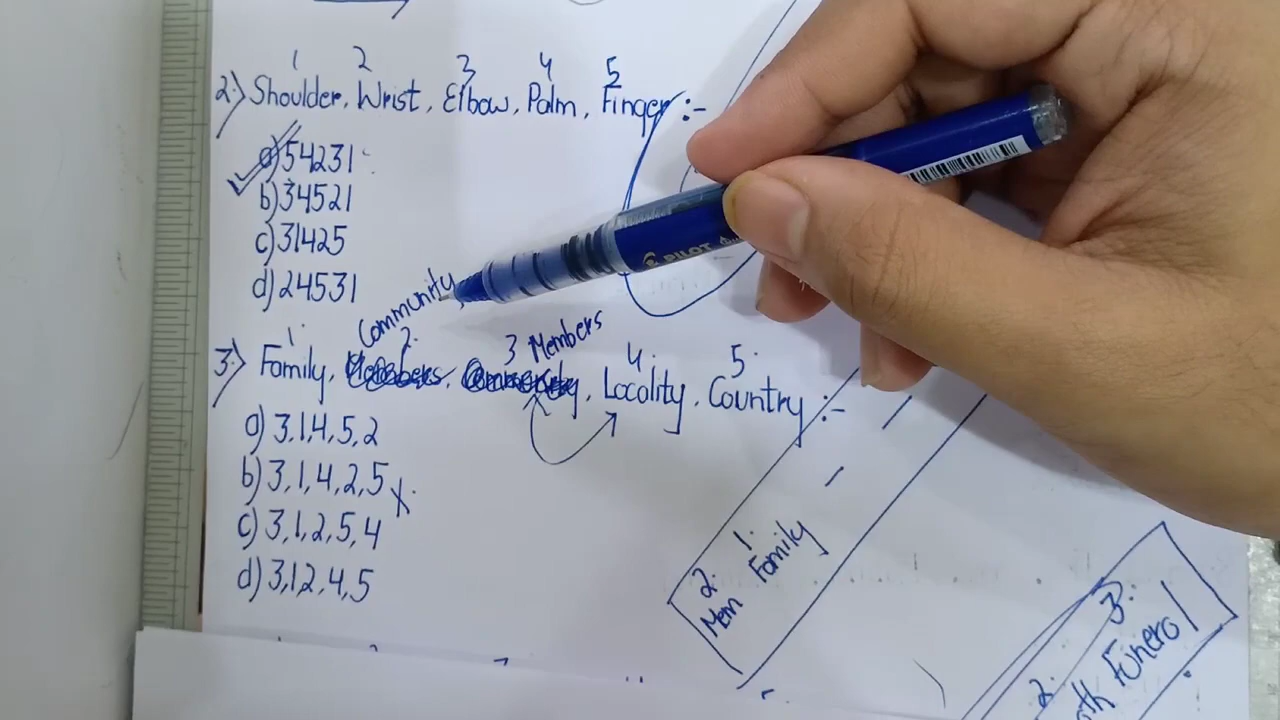 1 2 3 4 5
2.) Shoulder, Wrist, Elbow, Palm, Finger :-
a) 54231
b) 34521
c) 31425
d) 24531
Community
1 2. 3 Members 4 5.
3.) Family, Members, Community, Locality, Country :-
a) 3,1,4,5,2
b) 3,1,4,2,5 X
c) 3,1,2,5,4
d) 3,1,2,4,5
PILOT
2. 1.
Mem Family
2. 3.
Funeral